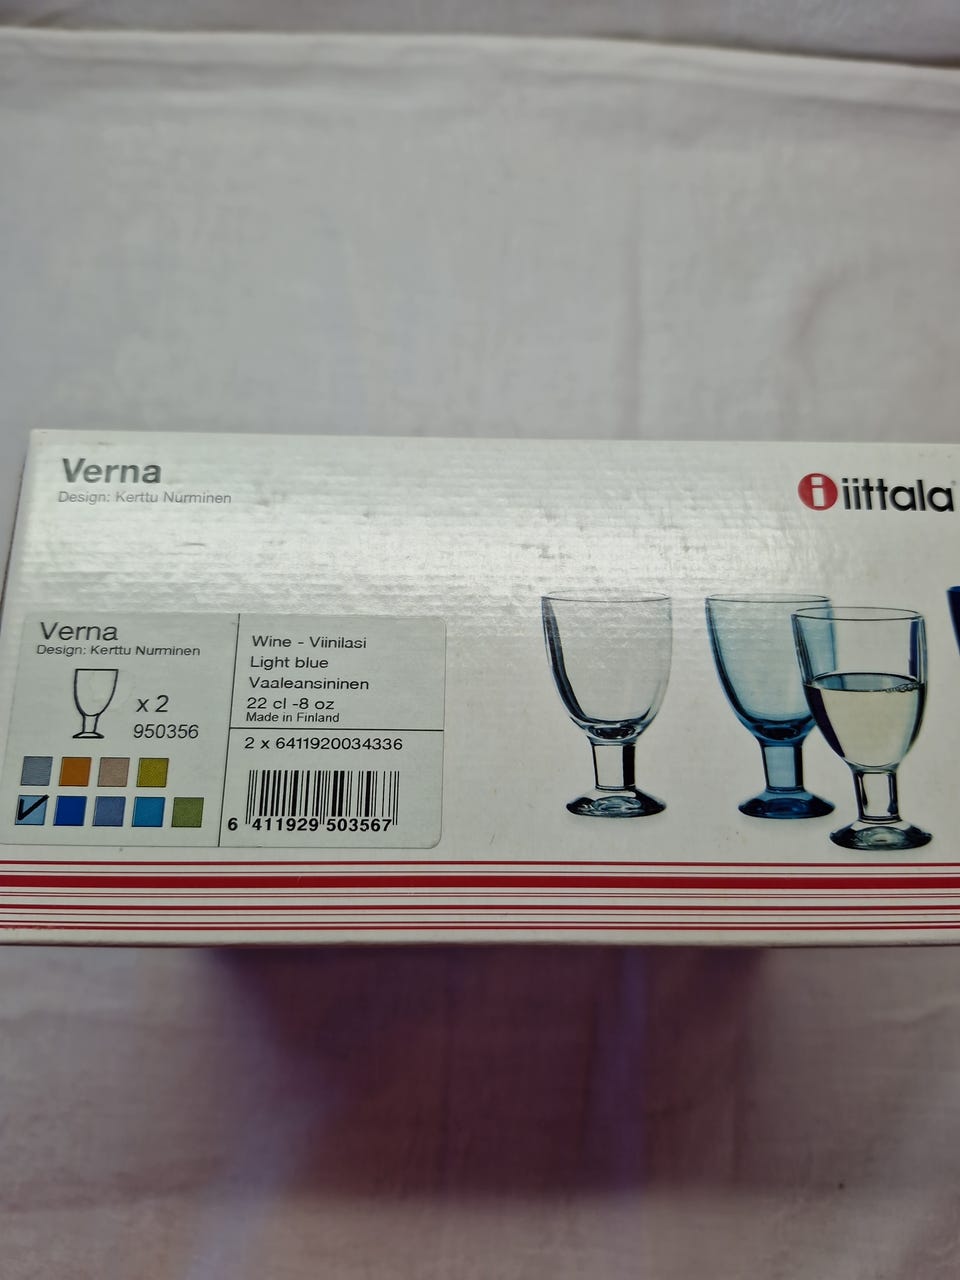 Verna
Design: Kerttu Nurminen
iittala
Verna
Design: Kerttu Nurminen
x 2
950356
Wine - Viinilasi
Light blue
Vaaleansininen
22 cl -8 oz
Made in Finland
2 x 6411920034336
6 411929 503567